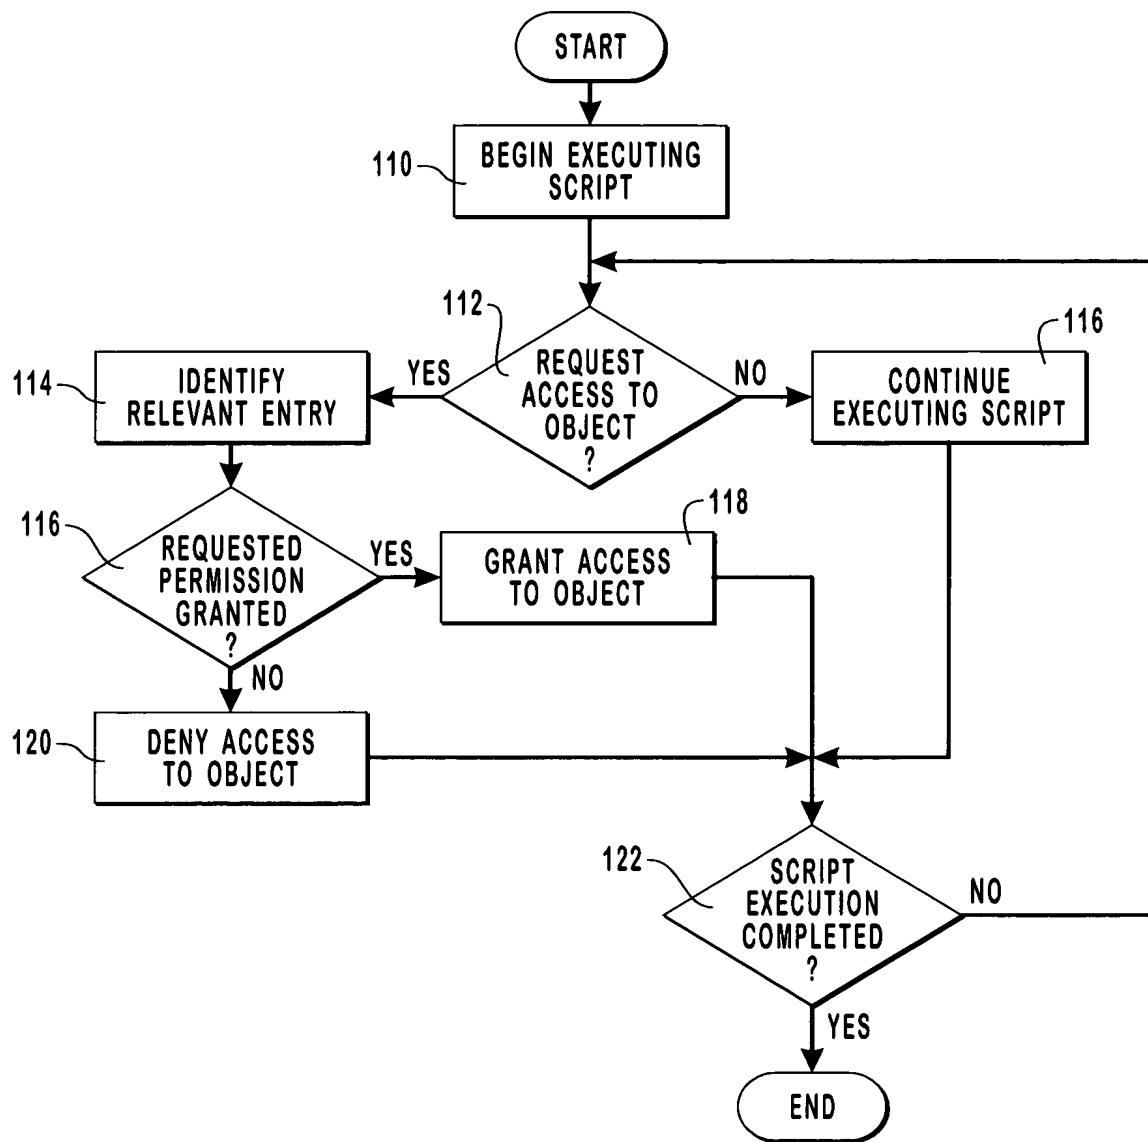 START
110
BEGIN EXECUTING
SCRIPT
112
REQUEST
ACCESS TO
OBJECT
?
YES
NO
114
IDENTIFY
RELEVANT ENTRY
116
CONTINUE
EXECUTING SCRIPT
116
REQUESTED
PERMISSION
GRANTED
?
YES
NO
118
GRANT ACCESS
TO OBJECT
120
DENY ACCESS
TO OBJECT
122
SCRIPT
EXECUTION
COMPLETED
?
NO
YES
END